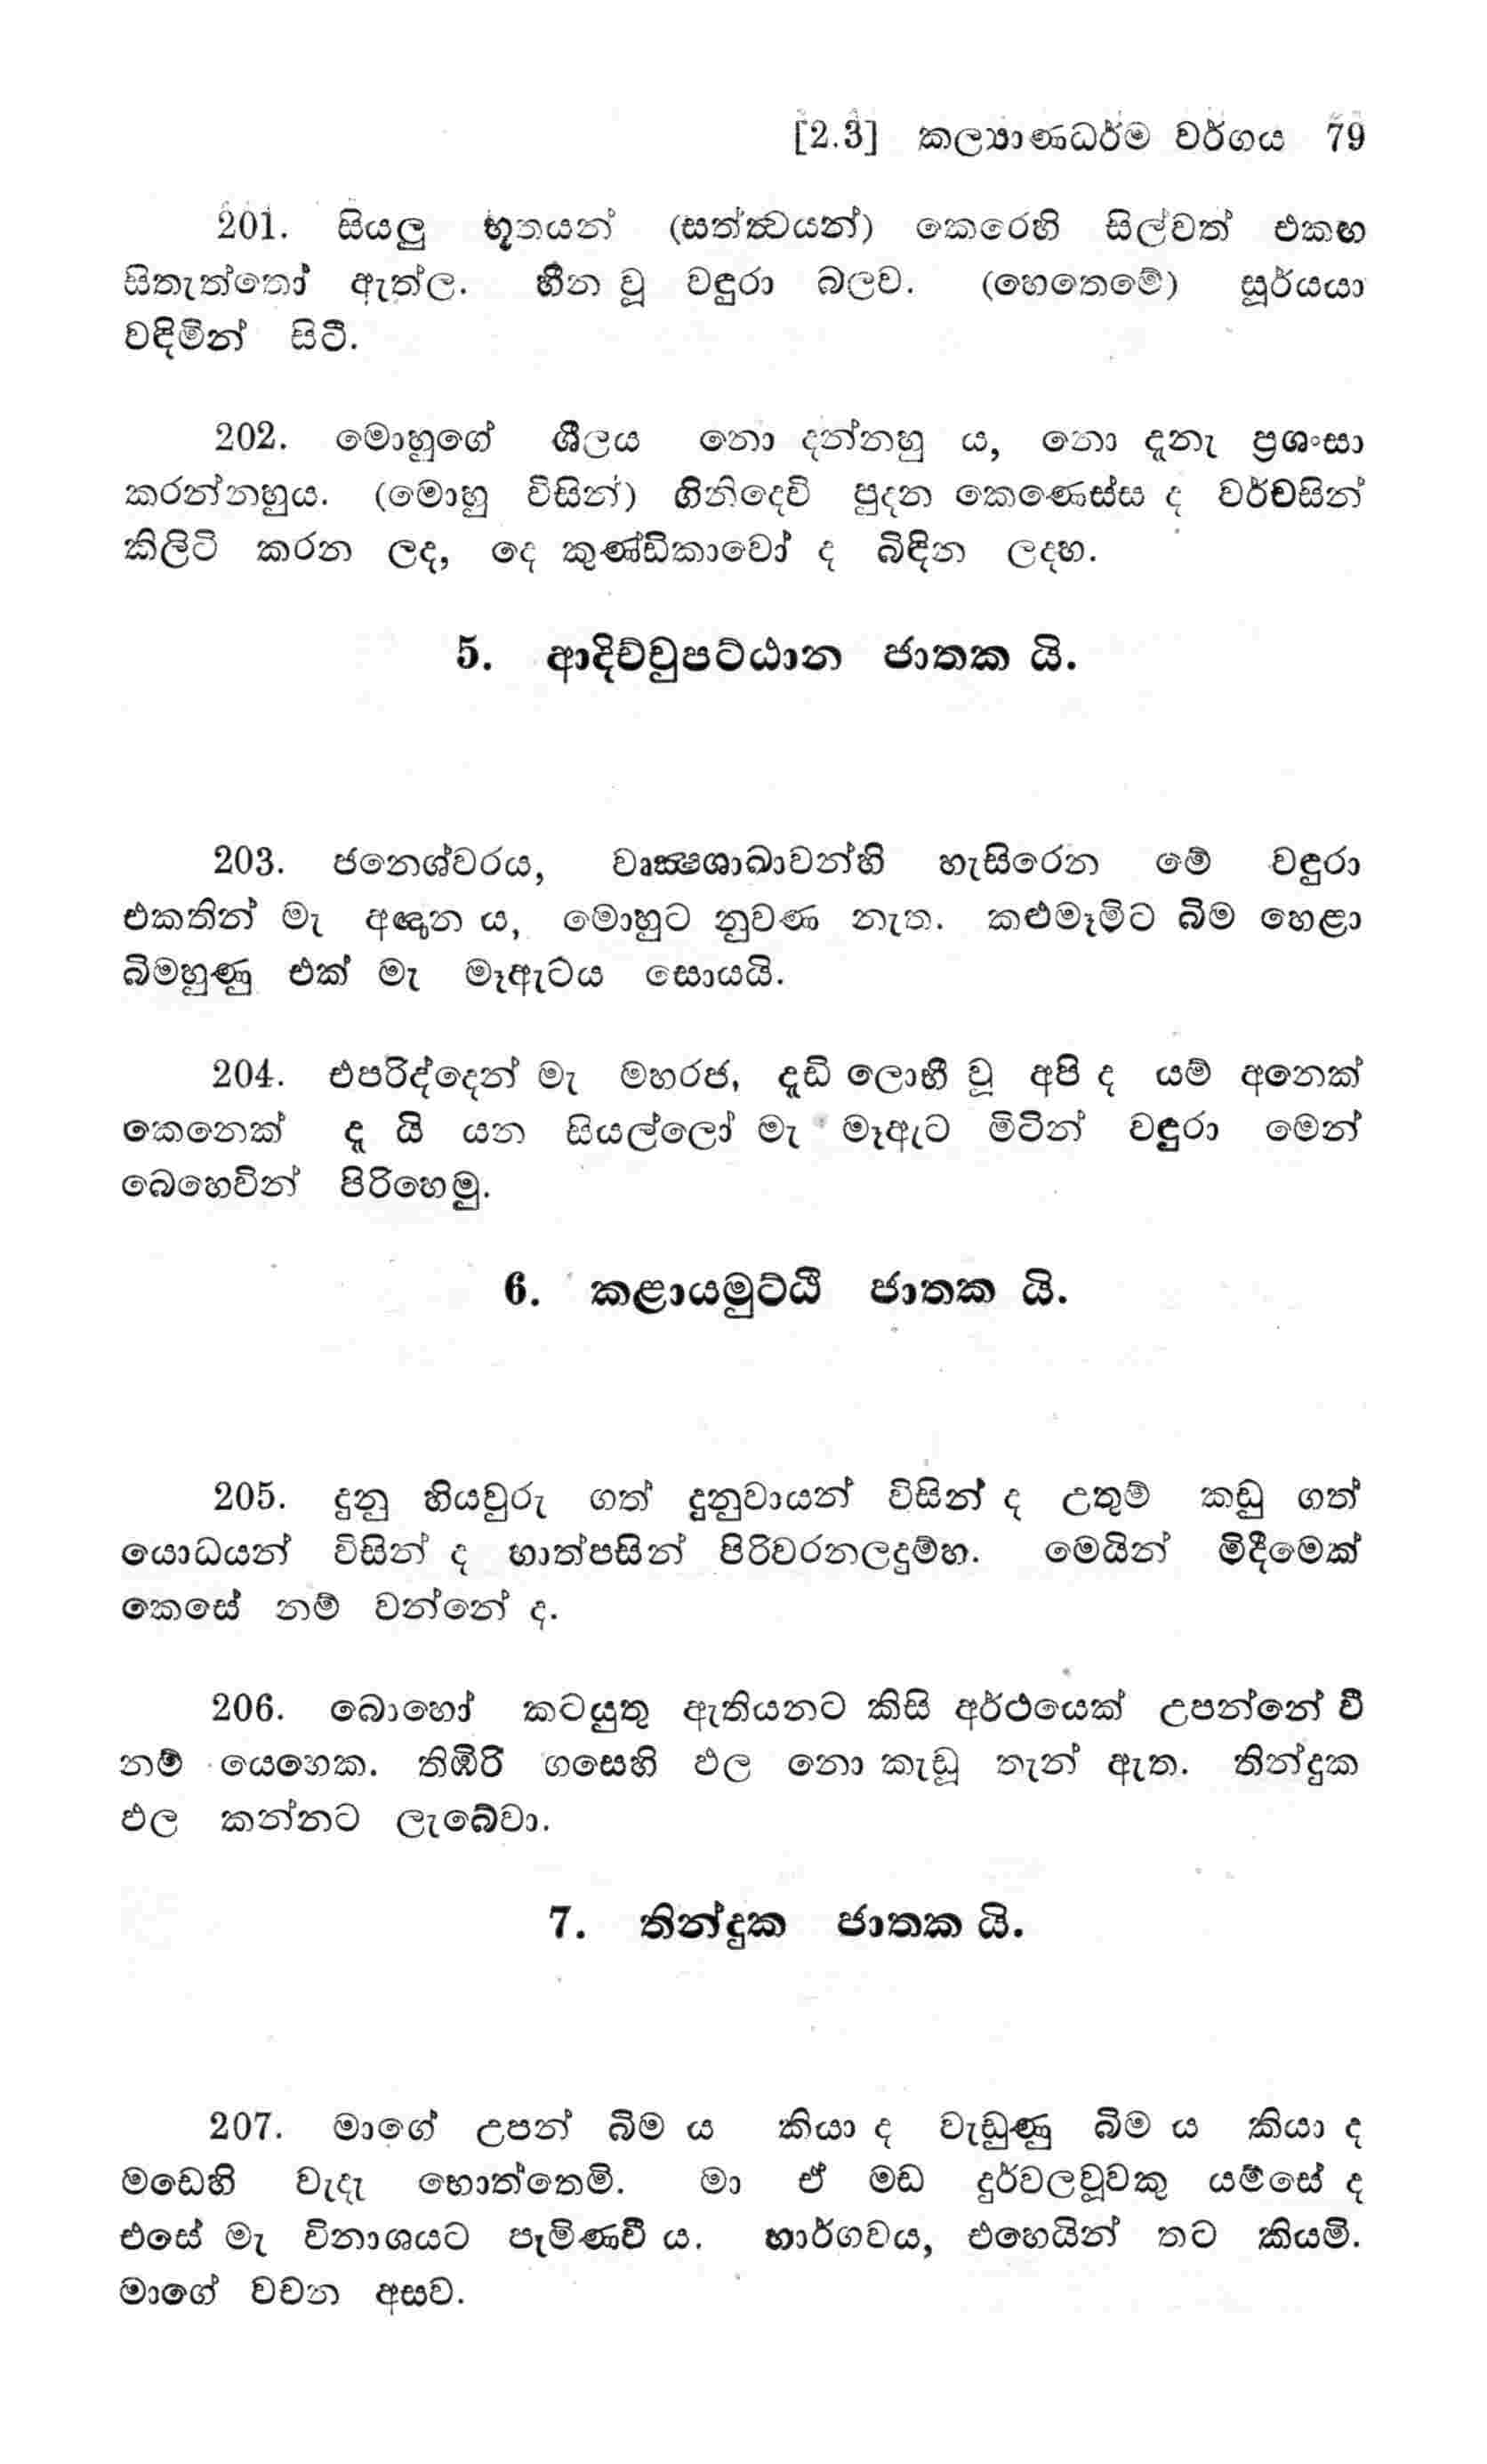 [2.3] කල්‍යාණධර්ම වර්ගය 79
201. සියලු භූතයන් (සත්ත්‍වයන්) කෙරෙහි සිල්වත් එකඟ
සිතැත්තෝ ඇත්ල. හීන වූ වඳුරා බලව. (හෙතෙමේ) සූර්යයා
වඳිමින් සිටී.
202. මොහුගේ ශීලය නො දන්නහු ය, නො දැනැ ප්‍රශංසා
කරන්නහුය. (මොහු විසින්) ගිනිදෙවි පුදන කෙණෙස්ස ද වර්චසින්
කිලිටි කරන ලද, දෙ කුණ්ඩිකාවෝ ද බිඳින ලදහ.
5. ආදිච්චුපට්ඨාන ජාතක යි.
203. ජනෙශ්වරය, වෘක්‍ෂශාඛාවන්හි හැසිරෙන මේ වඳුරා
එකතින් මැ අඥාන ය, මොහුට නුවණ නැත. කළුමෑමිට බිම හෙළා
බිමහුණු එක් මැ මෑඇටය සොයයි.
204. එපරිද්දෙන් මැ මහරජ, දැඩි ලොභී වූ අපි ද යම් අනෙක්
කෙනෙක් ද යි යන සියල්ලෝ මැ මෑඇට මිටින් වඳුරා මෙන්
බෙහෙවින් පිරිහෙමු.
6. කළායමුට්ඨි ජාතක යි.
205. දුනු හියවුරු ගත් දුනුවායන් විසින් ද උතුම් කඩු ගත්
යොධයන් විසින් ද හාත්පසින් පිරිවරනලදුම්හ. මෙයින් මිදීමෙක්
කෙසේ නම් වන්නේ ද.
206. බොහෝ කටයුතු ඇතියනට කිසි අර්ථයෙක් උපන්නේ වී
නම් යෙහෙක. තිඹිරි ගසෙහි ඵල නො කැඩූ තැන් ඇත. තින්දුක
ඵල කන්නට ලැබේවා.
7. තින්දුක ජාතක යි.
207. මාගේ උපන් බිම ය කියා ද වැඩුණු බිම ය කියා ද
මඩෙහි වැදැ හොත්තෙමි. මා ඒ මඩ දුර්වලවූවකු යම්සේ ද
එසේ මැ විනාශයට පැමිණවී ය. භාර්ගවය, එහෙයින් තට කියමි.
මාගේ වචන අසව.